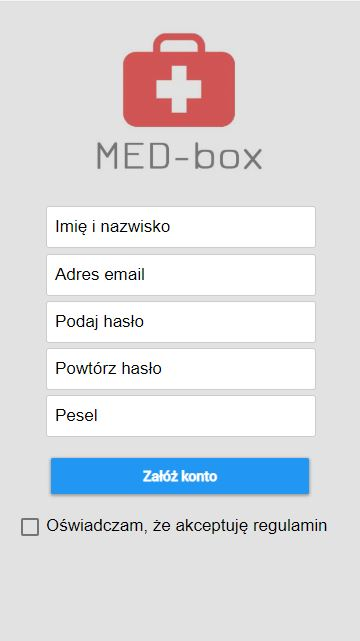 MED-box
Imię i nazwisko
Adres email
Podaj hasło
Powtórz hasło
Pesel
Załóż konto
Oświadczam, że akceptuję regulamin